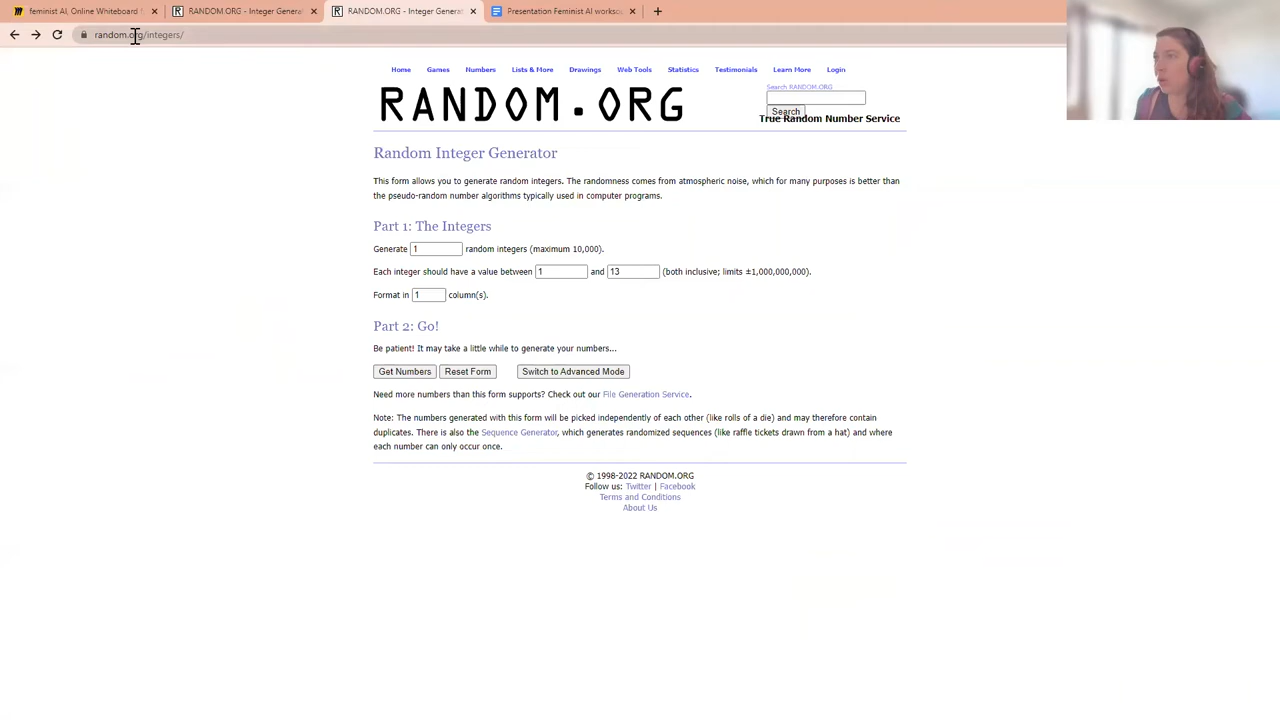 feminist AI, Online Whiteboard
RANDOM.ORG - Integer Genera
RANDOM.ORG - Integer Generat
Presentation Feminist AI worksou
random.org/integers/
Home Games Numbers Lists & More Drawings Web Tools Statistics Testimonials Learn More Login
RANDOM.ORG
Search RANDOM.ORG
Search
True Random Number Service
Random Integer Generator
This form allows you to generate random integers. The randomness comes from atmospheric noise, which for many purposes is better than
the pseudo-random number algorithms typically used in computer programs.
Part 1: The Integers
Generate 1 random integers (maximum 10,000).
Each integer should have a value between 1 and 13 (both inclusive; limits ±1,000,000,000).
Format in 1 column(s).
Part 2: Go!
Be patient! It may take a little while to generate your numbers...
Get Numbers Reset Form Switch to Advanced Mode
Need more numbers than this form supports? Check out our File Generation Service.
Note: The numbers generated with this form will be picked independently of each other (like rolls of a die) and may therefore contain
duplicates. There is also the Sequence Generator, which generates randomized sequences (like raffle tickets drawn from a hat) and where
each number can only occur once.
© 1998-2022 RANDOM.ORG
Follow us: Twitter | Facebook
Terms and Conditions
About Us